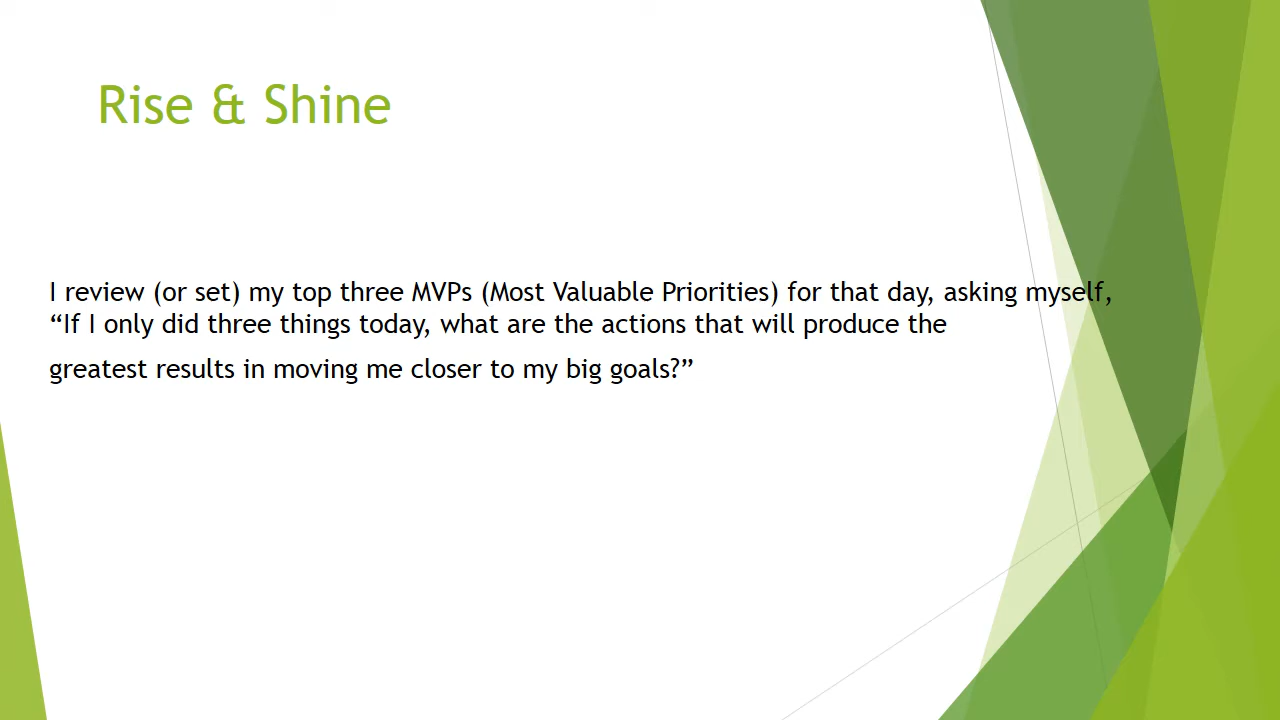 Rise & Shine
I review (or set) my top three MVPs (Most Valuable Priorities) for that day, asking myself,
“If I only did three things today, what are the actions that will produce the
greatest results in moving me closer to my big goals?”